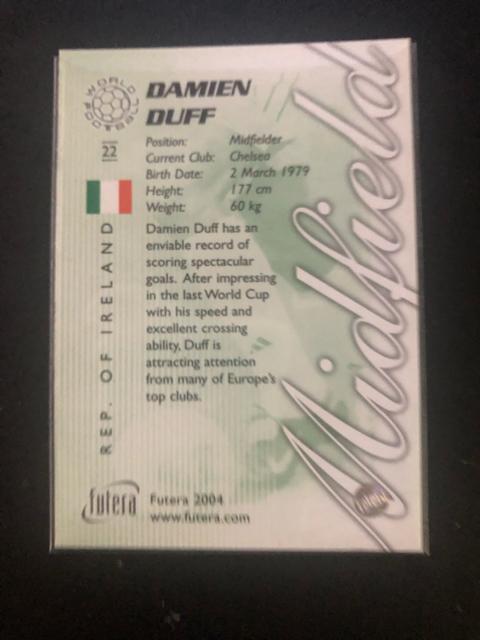 WORLD FOOTBALL
DAMIEN
DUFF
22
Position: Midfielder
Current Club: Chelsea
Birth Date: 2 March 1979
Height: 177 cm
Weight: 60 kg
REP. OF IRELAND
Damien Duff has an
enviable record of
scoring spectacular
goals. After impressing
in the last World Cup
with his speed and
excellent crossing
ability, Duff is
attracting attention
from many of Europe's
top clubs.
Midfield
futera
Futera 2004
www.futera.com